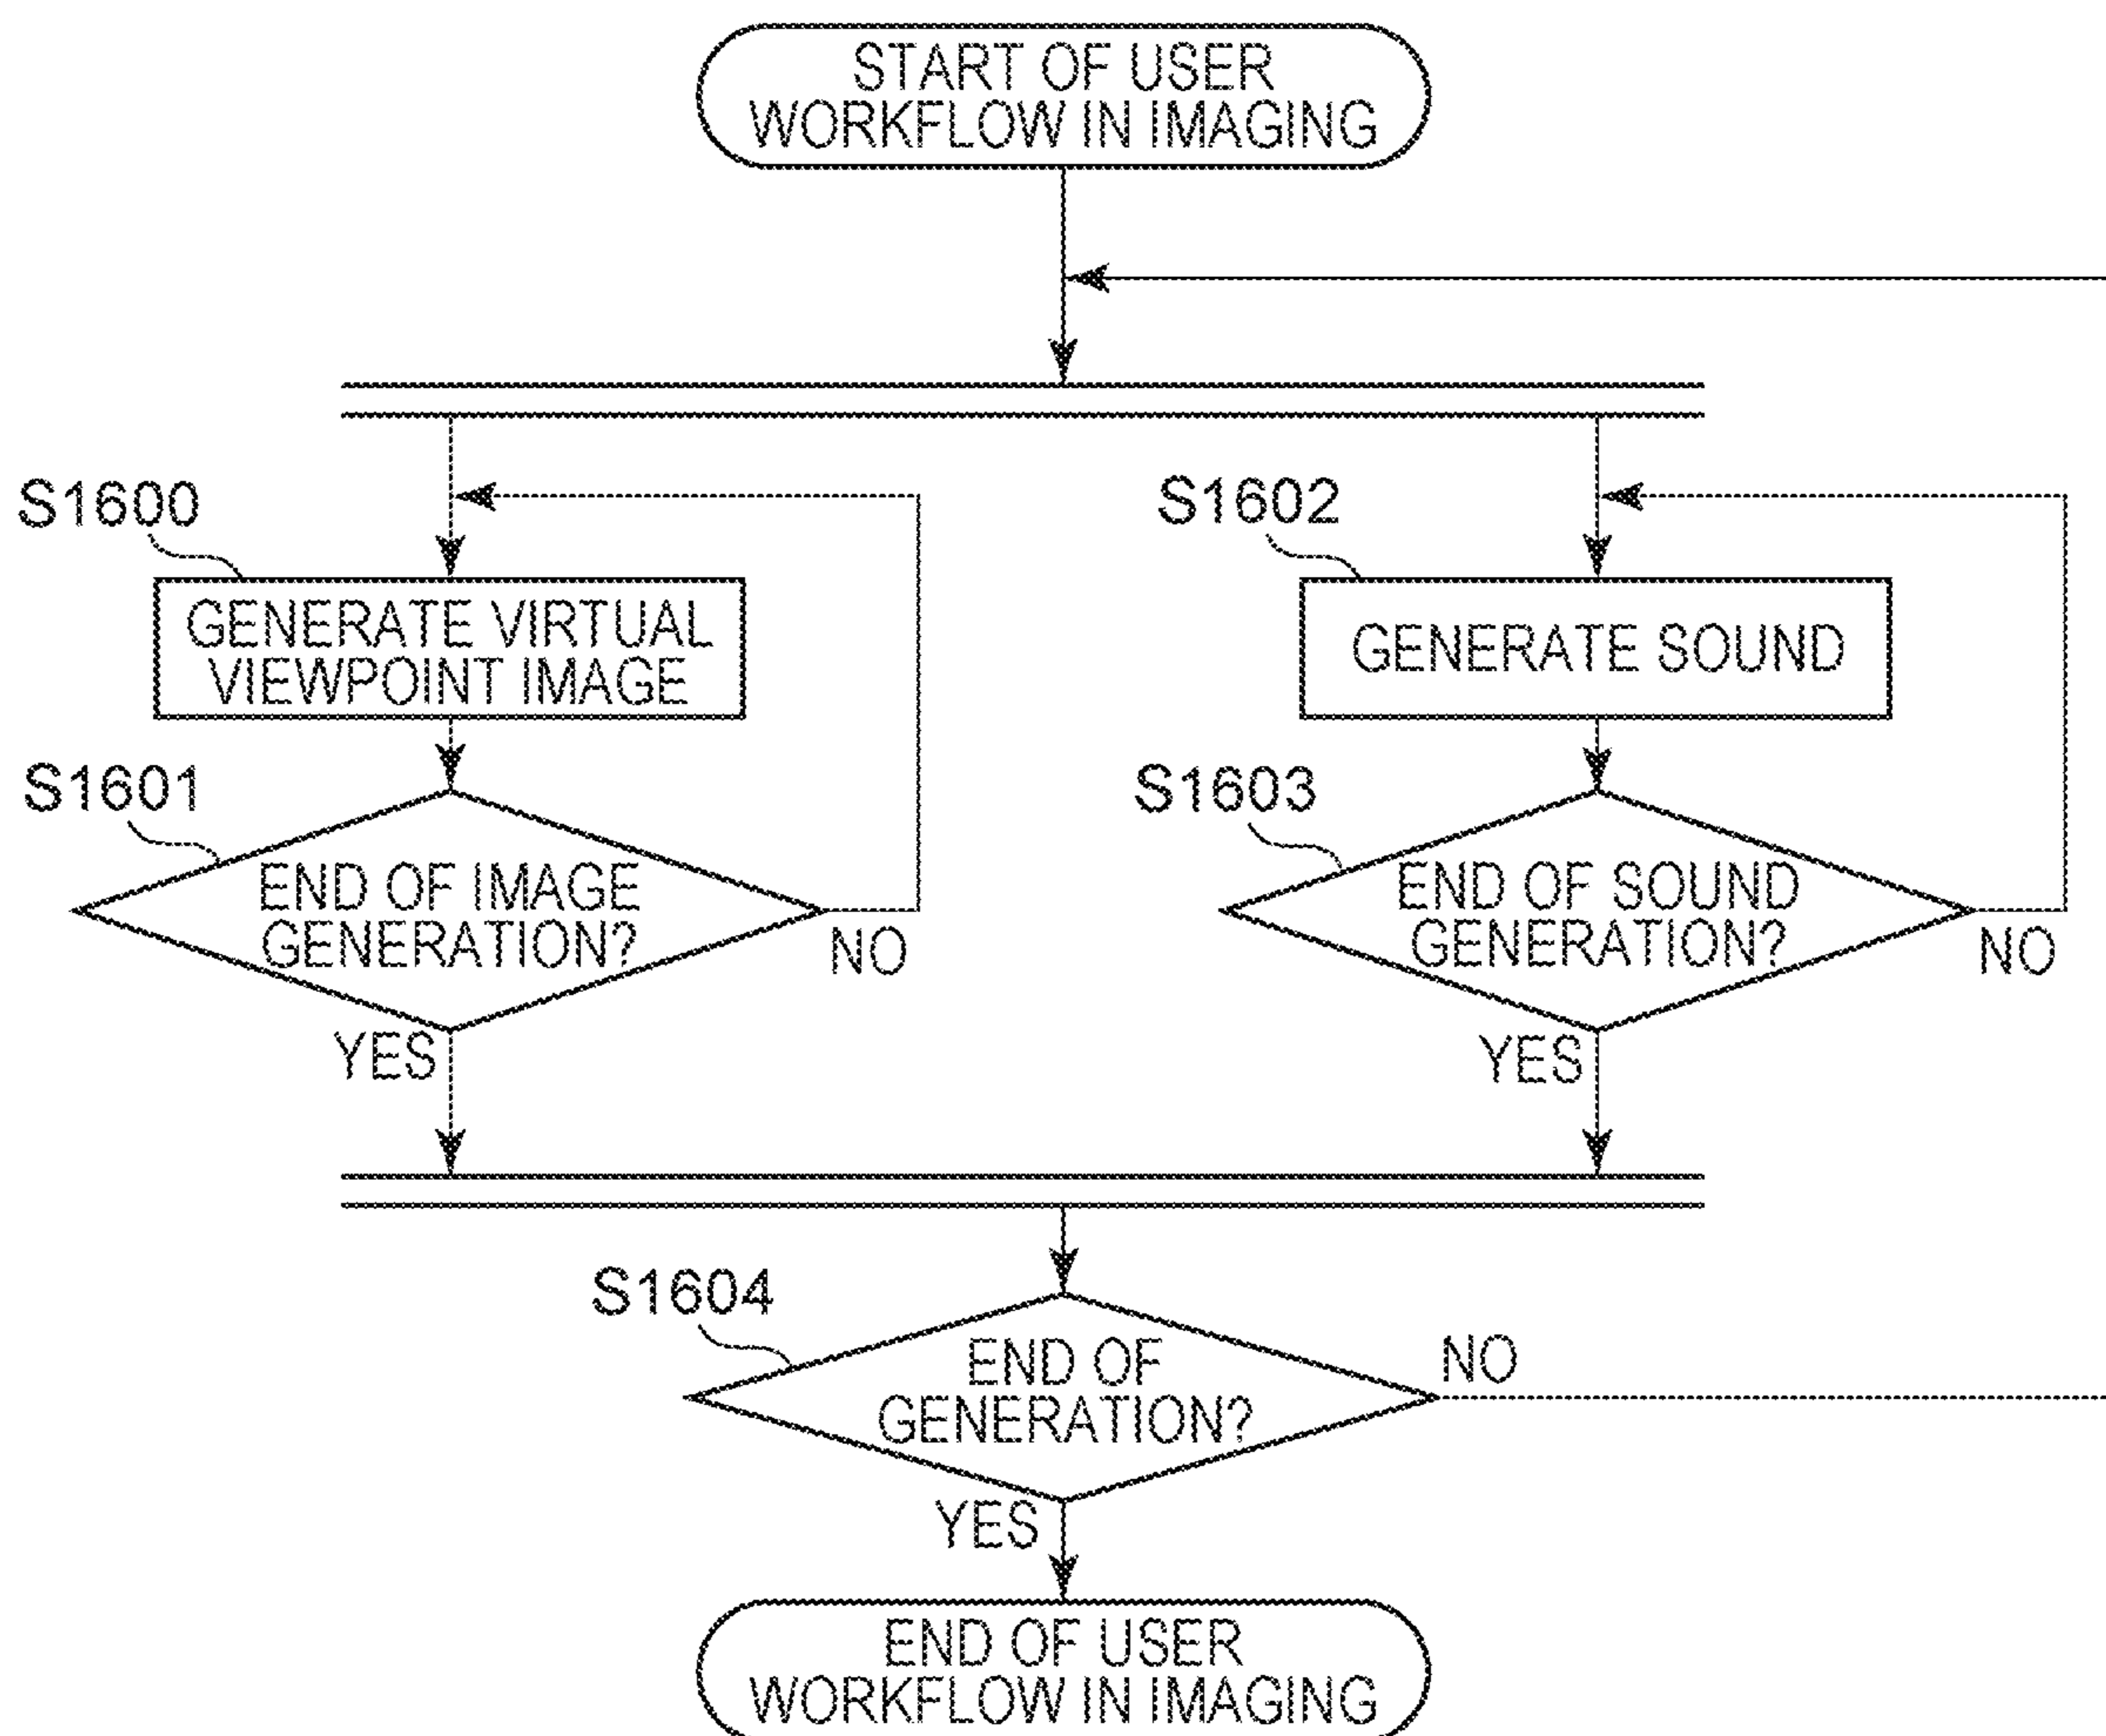 START OF USER
WORKFLOW IN IMAGING
S1600
GENERATE VIRTUAL
VIEWPOINT IMAGE
S1601
END OF IMAGE
GENERATION?
NO
YES
S1602
GENERATE SOUND
S1603
END OF SOUND
GENERATION?
NO
YES
S1604
END OF
GENERATION?
NO
YES
END OF USER
WORKFLOW IN IMAGING